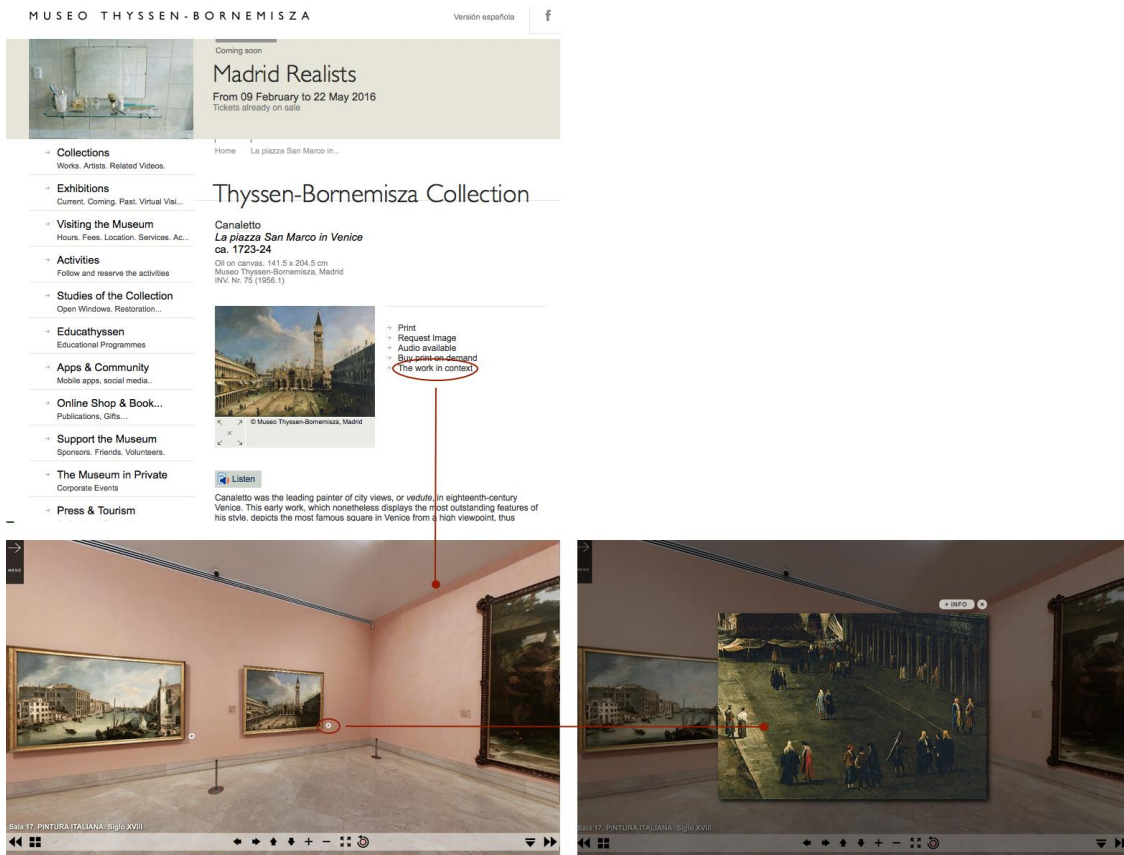 MUSEO THYSSEN-BORNEMISZA
Versión española
f
Coming soon
Madrid Realists
From 09 February to 22 May 2016
Tickets already on sale
Home La piazza San Marco in...
Collections
Works. Artists. Related Videos.
Exhibitions
Current. Coming. Past. Virtual Visi...
Visiting the Museum
Hours. Fees. Location. Services. Ac...
Activities
Follow and reserve the activities
Studies of the Collection
Open Windows. Restoration...
Educathyssen
Educational Programmes
Apps & Community
Mobile apps, social media..
Online Shop & Book...
Publications, Gifts...
Support the Museum
Sponsors. Friends. Volunteers.
The Museum in Private
Corporate Events
Press & Tourism
Thyssen-Bornemisza Collection
Canaletto
La piazza San Marco in Venice
ca. 1723-24
Oil on canvas. 141.5 x 204.5 cm
Museo Thyssen-Bornemisza, Madrid
INV. Nr. 75 (1956.1)
Print
Request Image
Audio available
Buy print on demand
The work in context
© Museo Thyssen-Bornemisza, Madrid
Listen
Canaletto was the leading painter of city views, or vedute, in eighteenth-century
Venice. This early work, which nonetheless displays the most outstanding features of
his style, depicts the most famous square in Venice from a high viewpoint, thus
MENÚ
Sala 17. PINTURA ITALIANA: Siglo XVIII
MENÚ
+ INFO
Sala 17. PINTURA ITALIANA: Siglo XVIII